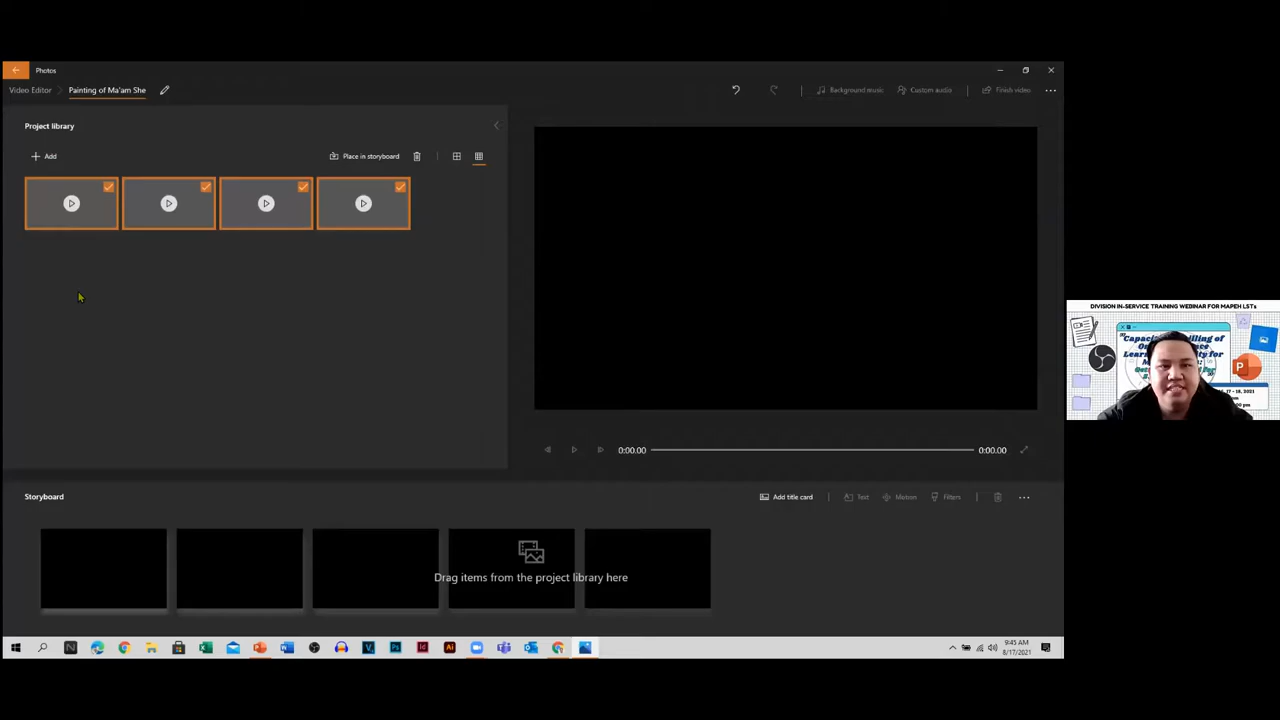 Photos
Video Editor
Painting of Ma'am She
Background music
Custom audio
Finish video
Project library
Add
Place in storyboard
0:00.00
0:00.00
Storyboard
Add title card
Text
Motion
Filters
Drag items from the project library here
9:45 AM
8/17/2021
DIVISION IN-SERVICE TRAINING WEBINAR FOR MAPEH LSTs